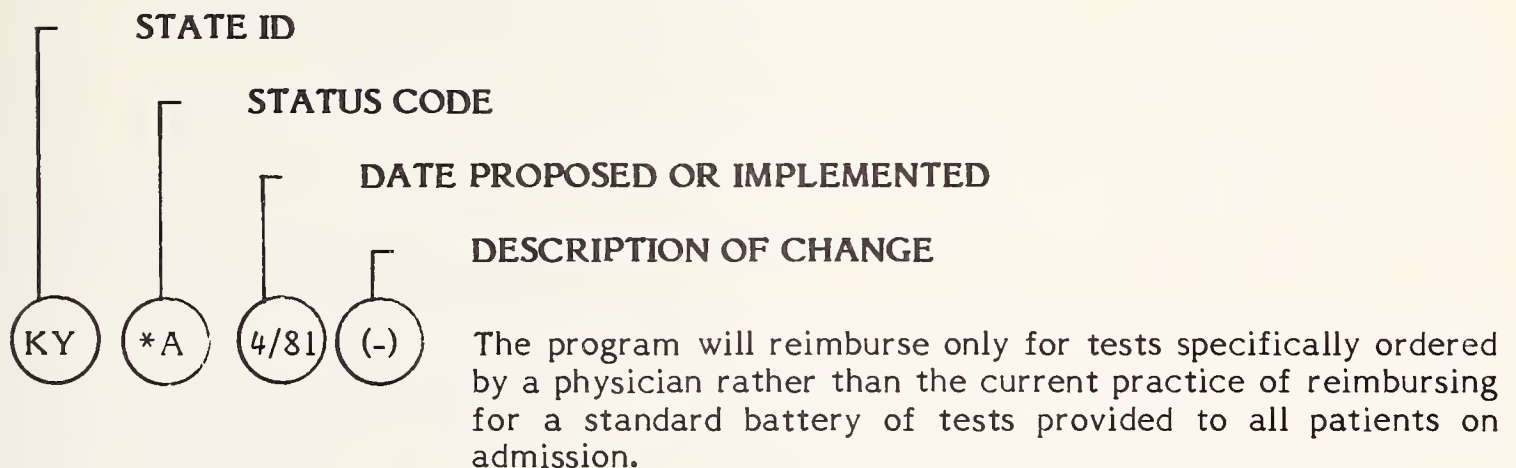 STATE ID
STATUS CODE
DATE PROPOSED OR IMPLEMENTED
DESCRIPTION OF CHANGE
KY *A 4/81 (-) The program will reimburse only for tests specifically ordered
by a physician rather than the current practice of reimbursing
for a standard battery of tests provided to all patients on
admission.